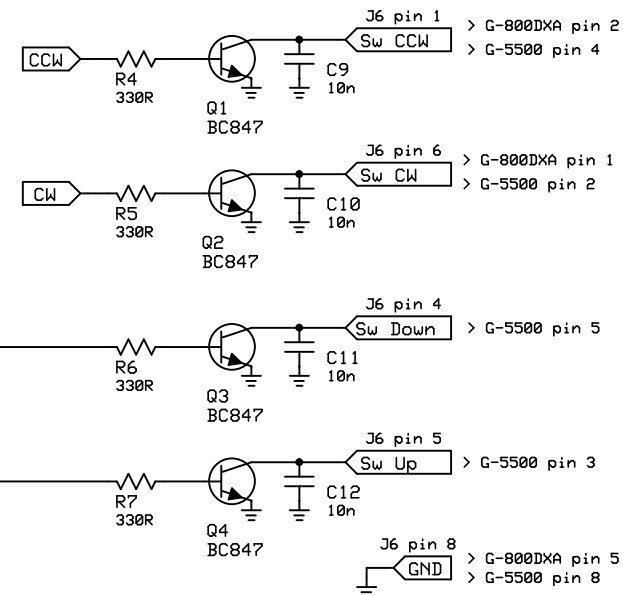 J6 pin 1
> G-800DXA pin 2
CCW
Sw CCW
> G-5500 pin 4
R4
330R
C9
10n
Q1
BC847
J6 pin 6
> G-800DXA pin 1
CW
Sw CW
> G-5500 pin 2
R5
330R
C10
10n
Q2
BC847
J6 pin 4
Sw Down
> G-5500 pin 5
R6
330R
C11
10n
Q3
BC847
J6 pin 5
Sw Up
> G-5500 pin 3
R7
330R
C12
10n
Q4
BC847
J6 pin 8
> G-800DXA pin 5
GND
> G-5500 pin 8